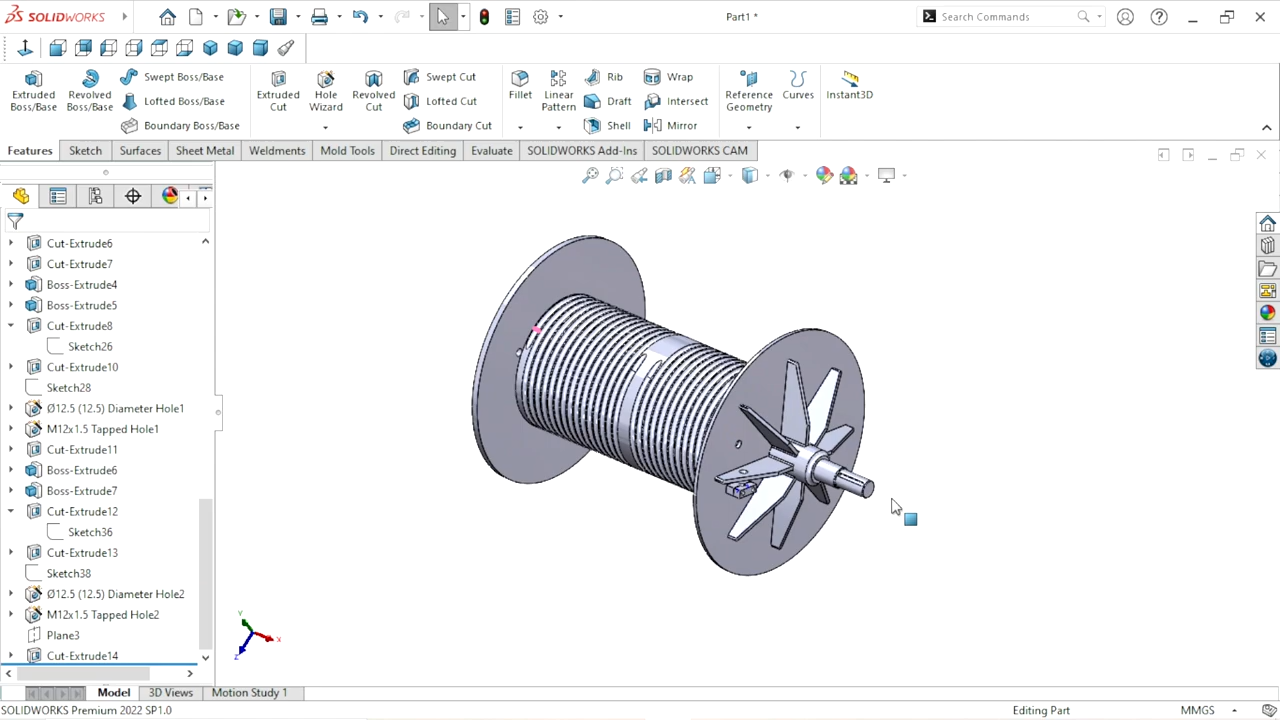 SOLIDWORKS
Part1 *
Search Commands
Extruded Boss/Base
Revolved Boss/Base
Swept Boss/Base
Lofted Boss/Base
Boundary Boss/Base
Extruded Cut
Hole Wizard
Revolved Cut
Swept Cut
Lofted Cut
Boundary Cut
Fillet
Linear Pattern
Rib
Draft
Shell
Wrap
Intersect
Mirror
Reference Geometry
Curves
Instant3D
Features
Sketch
Surfaces
Sheet Metal
Weldments
Mold Tools
Direct Editing
Evaluate
SOLIDWORKS Add-Ins
SOLIDWORKS CAM
Cut-Extrude6
Cut-Extrude7
Boss-Extrude4
Boss-Extrude5
Cut-Extrude8
Sketch26
Cut-Extrude10
Sketch28
Ø12.5 (12.5) Diameter Hole1
M12x1.5 Tapped Hole1
Cut-Extrude11
Boss-Extrude6
Boss-Extrude7
Cut-Extrude12
Sketch36
Cut-Extrude13
Sketch38
Ø12.5 (12.5) Diameter Hole2
M12x1.5 Tapped Hole2
Plane3
Cut-Extrude14
Y
X
Z
Model
3D Views
Motion Study 1
SOLIDWORKS Premium 2022 SP1.0
Editing Part
MMGS